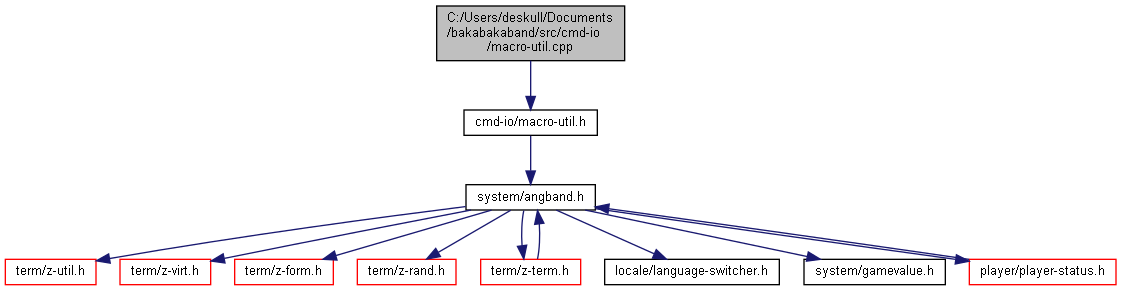 C:/Users/deskull/Documents
/bakabakaband/src/cmd-io
/macro-util.cpp
cmd-io/macro-util.h
system/angband.h
term/z-util.h
term/z-virt.h
term/z-form.h
term/z-rand.h
term/z-term.h
locale/language-switcher.h
system/gamevalue.h
player/player-status.h